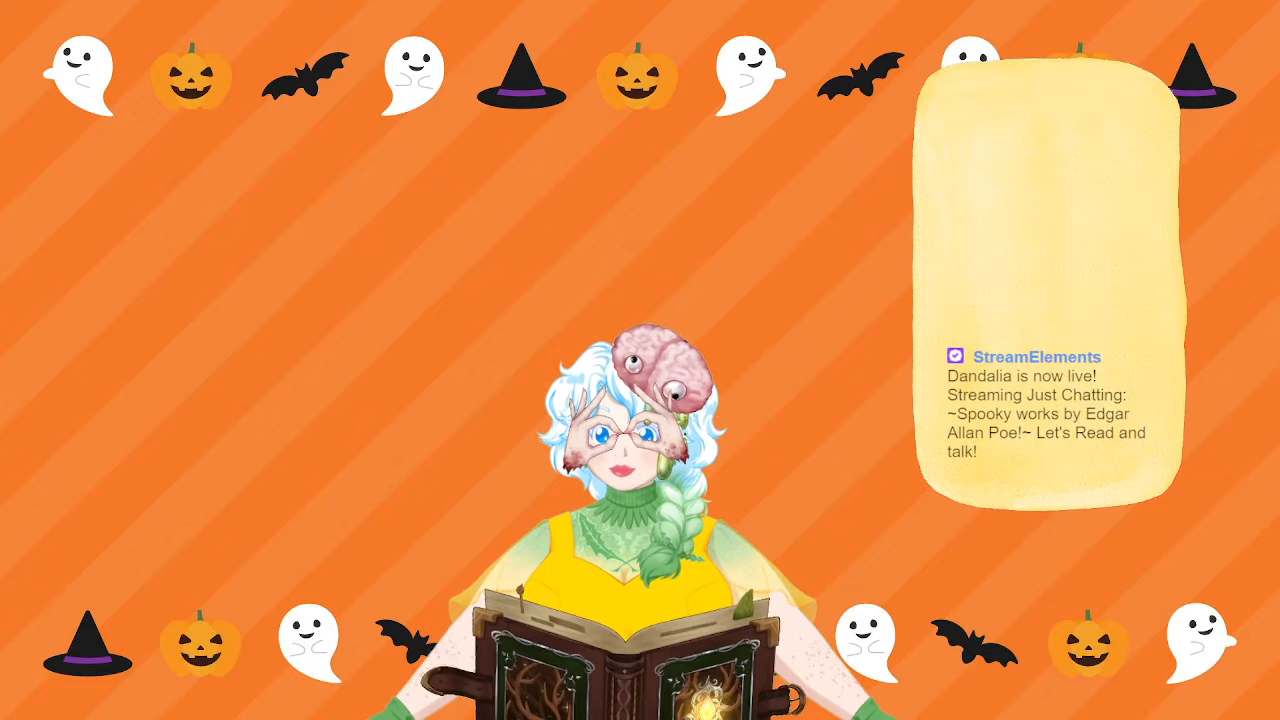 StreamElements
Dandalia is now live!
Streaming Just Chatting:
~Spooky works by Edgar
Allan Poe!~ Let's Read and
talk!